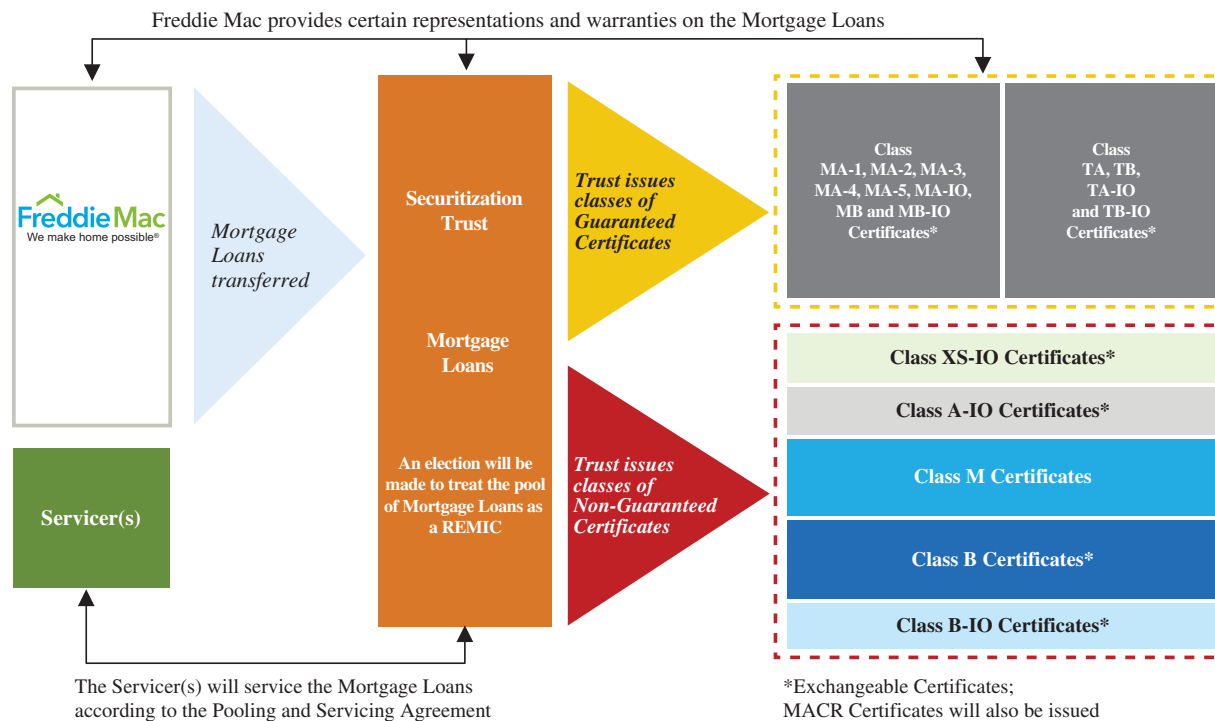 Freddie Mac provides certain representations and warranties on the Mortgage Loans
FreddieMac
We make home possible®
Mortgage
Loans
transferred
Securitization
Trust
Mortgage
Loans
An election will be
made to treat the pool
of Mortgage Loans as
a REMIC
Trust issues
classes of
Guaranteed
Certificates
Class
MA-1, MA-2, MA-3,
MA-4, MA-5, MA-IO,
MB and MB-IO
Certificates*
Class
TA, TB,
TA-IO
and TB-IO
Certificates*
Servicer(s)
Trust issues
classes of
Non-Guaranteed
Certificates
Class XS-IO Certificates*
Class A-IO Certificates*
Class M Certificates
Class B Certificates*
Class B-IO Certificates*
The Servicer(s) will service the Mortgage Loans
according to the Pooling and Servicing Agreement
*Exchangeable Certificates;
MACR Certificates will also be issued